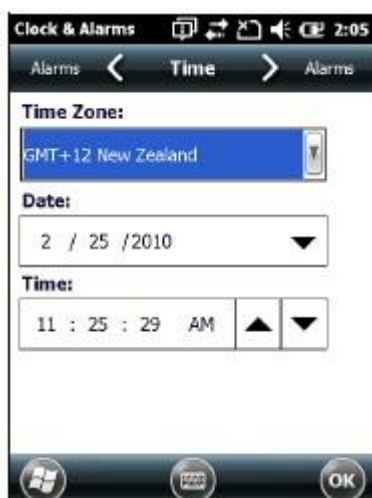 Clock & Alarms 2:05
Alarms Time Alarms
Time Zone:
GMT+12 New Zealand
Date:
2 / 25 /2010
Time:
11 : 25 : 29 AM
OK